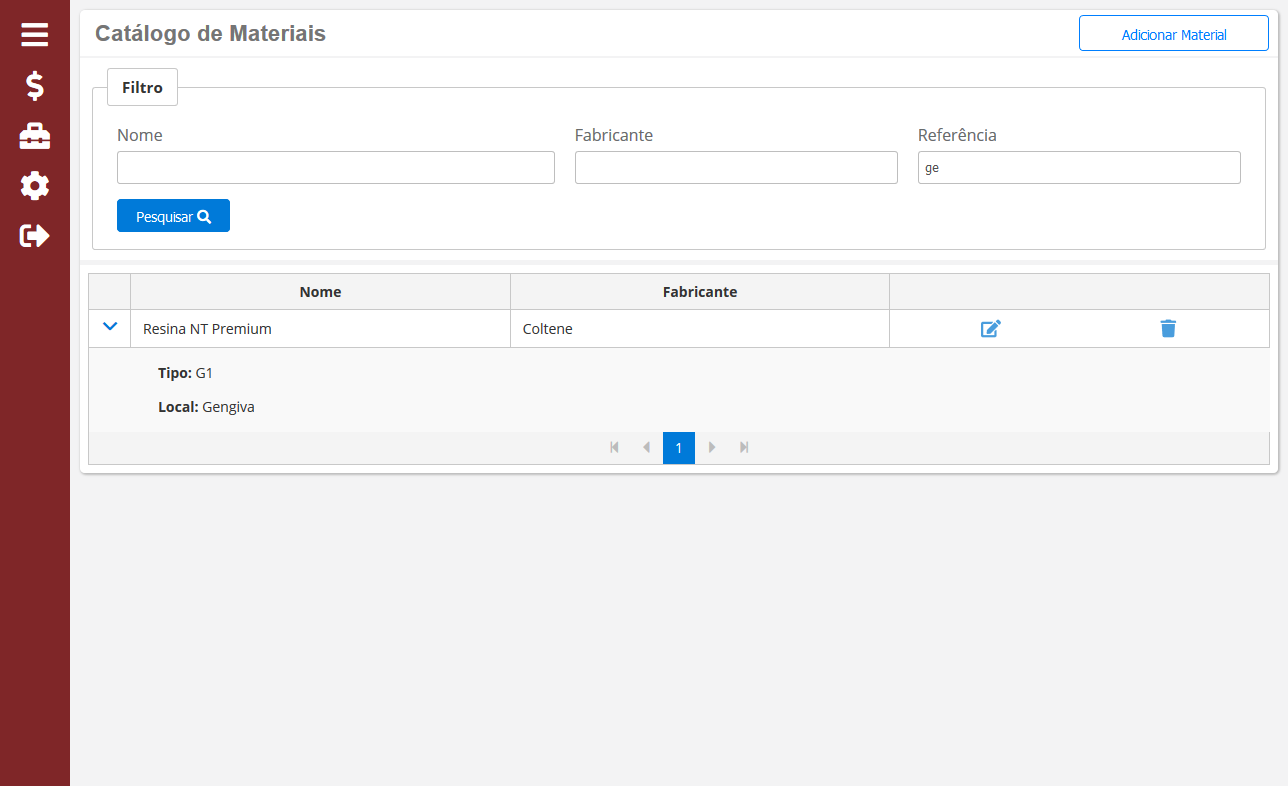 Catálogo de Materiais
Adicionar Material
Filtro
Nome Fabricante Referência
ge
Pesquisar
Nome Fabricante
Resina NT Premium Coltene
Tipo: G1
Local: Gengiva
1